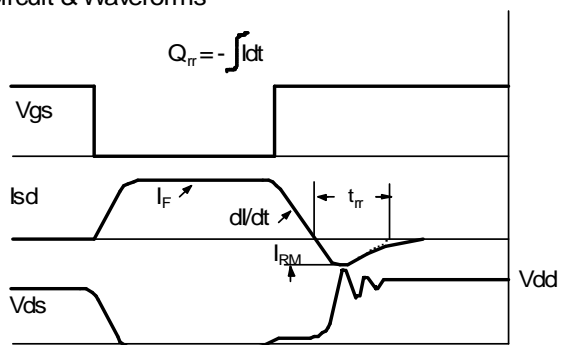 Circuit & Waveforms
Qrr = - ∫Idt
Vgs
Isd
IF
dI/dt
trr
IRM
Vds
Vdd